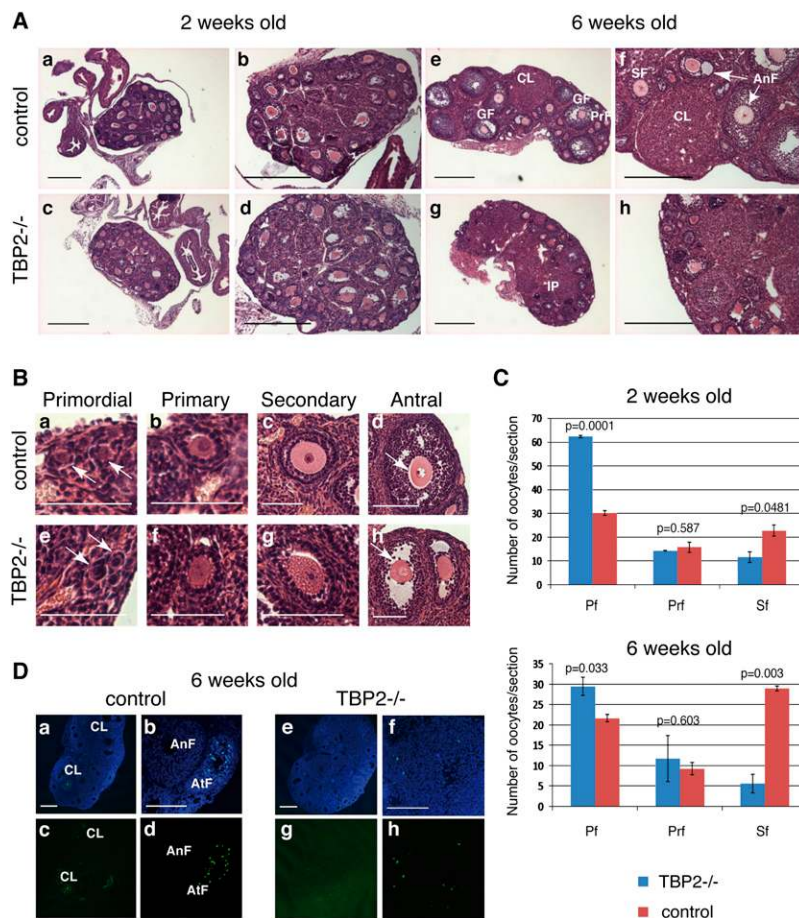 A
2 weeks old
6 weeks old
control
TBP2-/-
a
b
e
CL
GF
GF
PrF
f
SF
AnF
CL
c
d
g
IP
h
B
Primordial
Primary
Secondary
Antral
control
TBP2-/-
a
b
c
d
e
f
g
h
C
2 weeks old
Number of oocytes/section
70
60
50
40
30
20
10
0
p=0.0001
p=0.587
p=0.0481
Pf
Prf
Sf
6 weeks old
Number of oocytes/section
35
30
25
20
15
10
5
0
p=0.033
p=0.603
p=0.003
Pf
Prf
Sf
TBP2-/-
control
D
6 weeks old
control
TBP2-/-
a
CL
CL
b
AnF
AtF
e
f
c
CL
CL
d
AnF
AtF
g
h